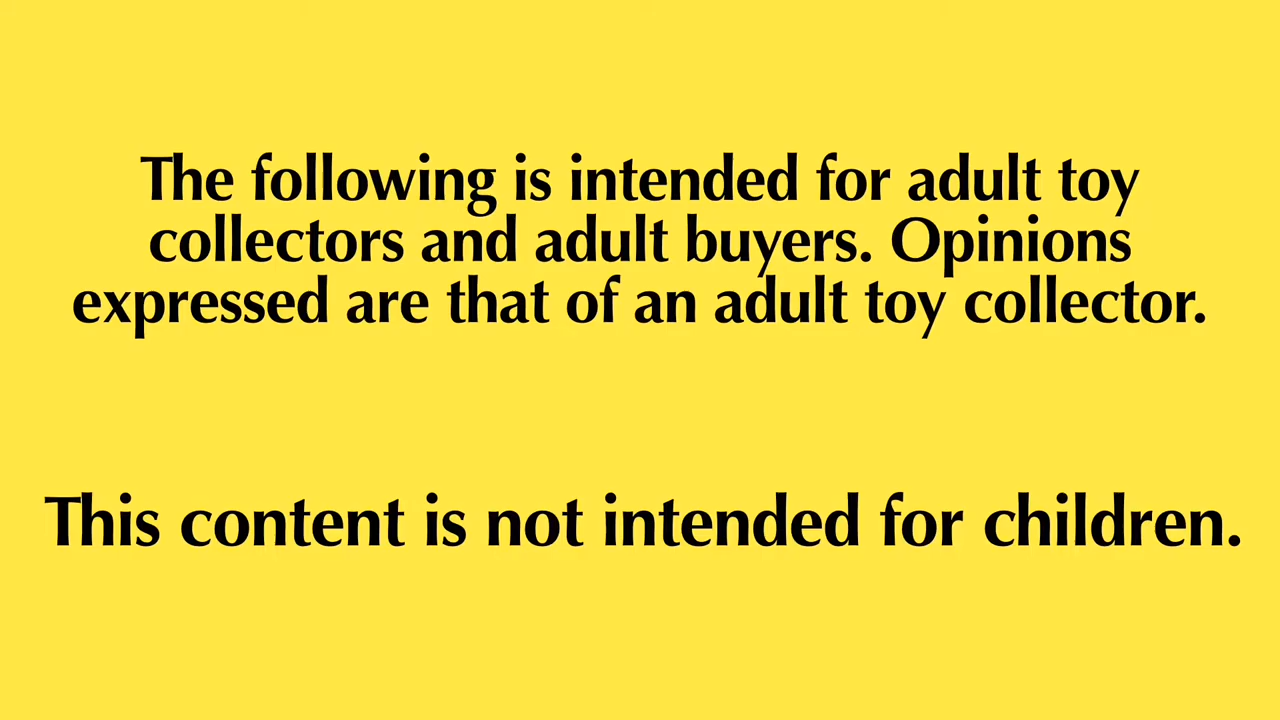 The following is intended for adult toy
collectors and adult buyers. Opinions
expressed are that of an adult toy collector.
This content is not intended for children.